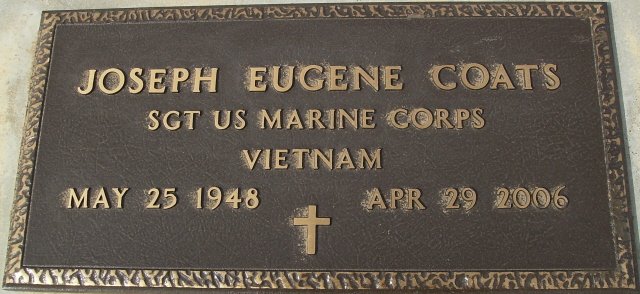 JOSEPH EUGENE COATS
SGT US MARINE CORPS
VIETNAM
MAY 25 1948 APR 29 2006